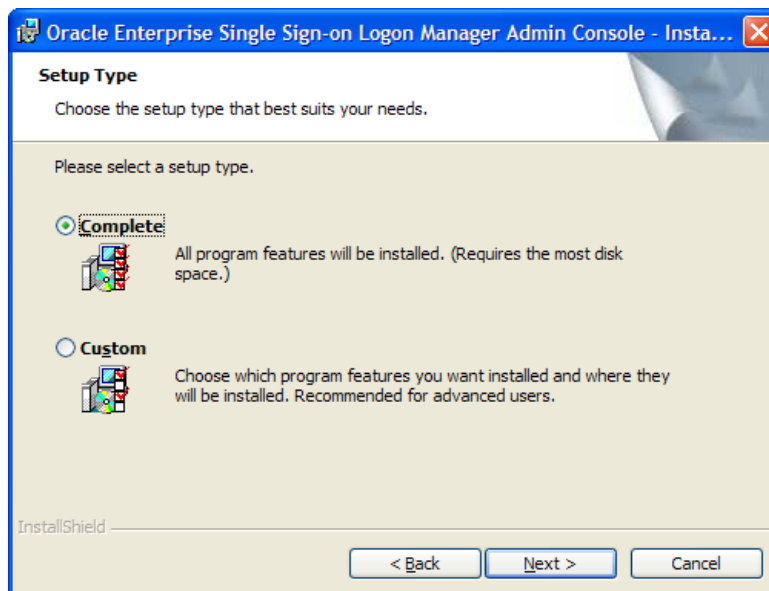 Oracle Enterprise Single Sign-on Logon Manager Admin Console - Insta...
Setup Type
Choose the setup type that best suits your needs.
Please select a setup type.
Complete
All program features will be installed. (Requires the most disk
space.)
Custom
Choose which program features you want installed and where they
will be installed. Recommended for advanced users.
InstallShield
< Back
Next >
Cancel